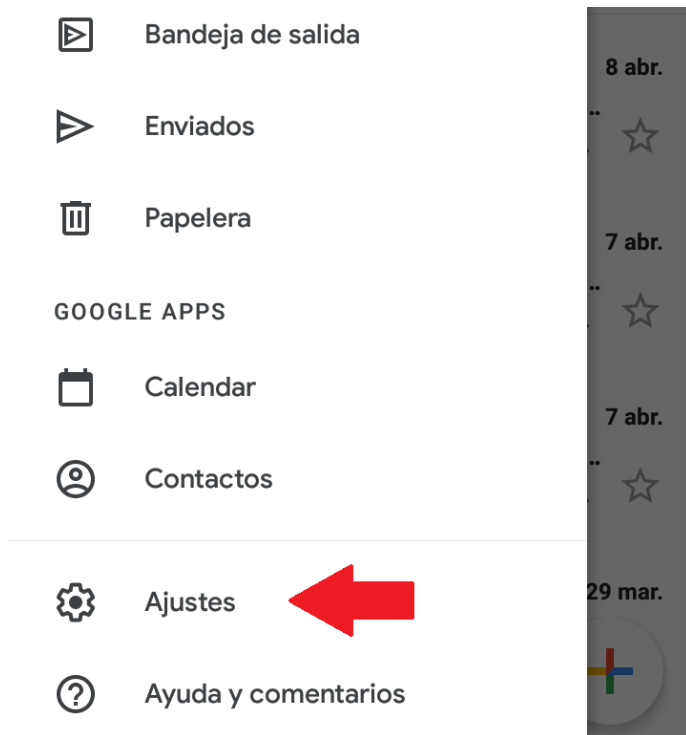 Bandeja de salida
8 abr.
Enviados
Papelera
7 abr.
GOOGLE APPS
Calendar
7 abr.
Contactos
Ajustes
29 mar.
Ayuda y comentarios